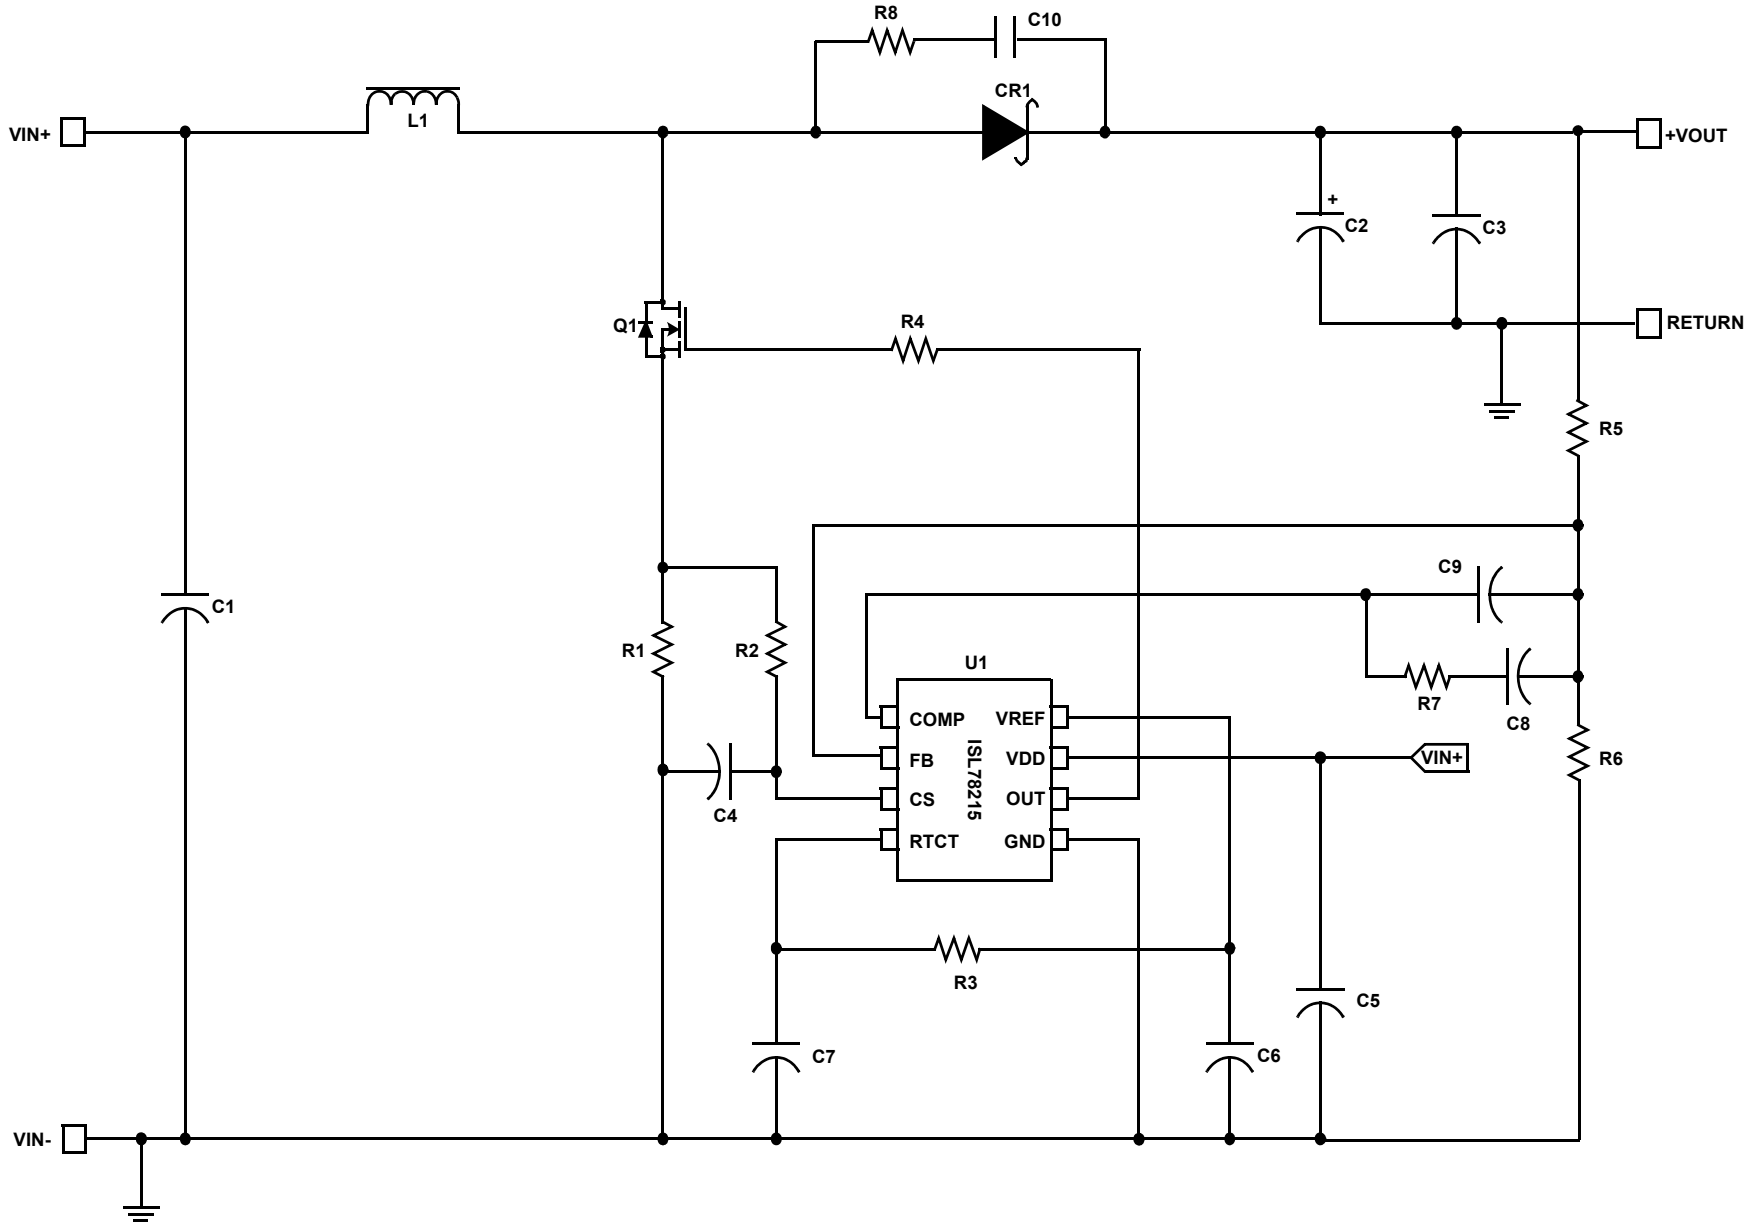 R8
C10
CR1
VIN+
L1
+VOUT
+
C2
C3
Q1
R4
RETURN
R5
C9
C1
R1
R2
U1
R7
C8
COMP
VREF
FB
VDD
VIN+
R6
CS
OUT
ISL78215
C4
RTCT
GND
R3
C5
C7
C6
VIN-